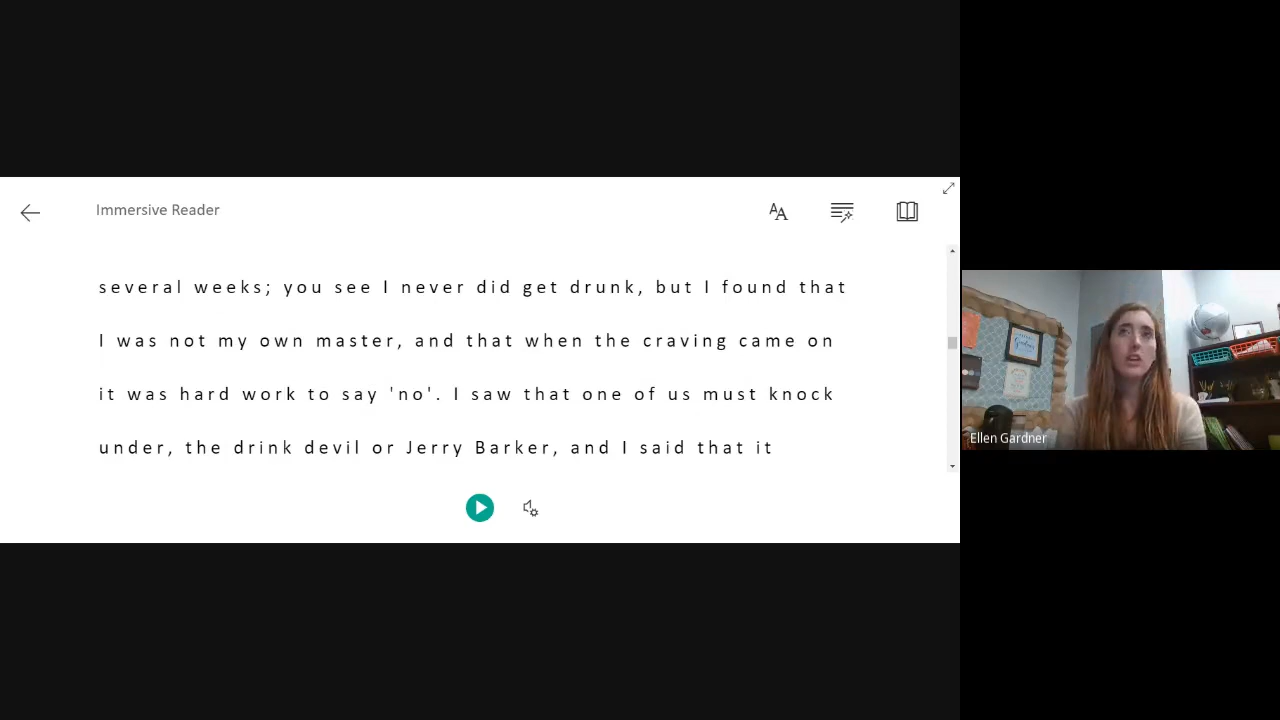 Immersive Reader
several weeks; you see I never did get drunk, but I found that
I was not my own master, and that when the craving came on
it was hard work to say 'no'. I saw that one of us must knock
under, the drink devil or Jerry Barker, and I said that it
Ellen Gardner